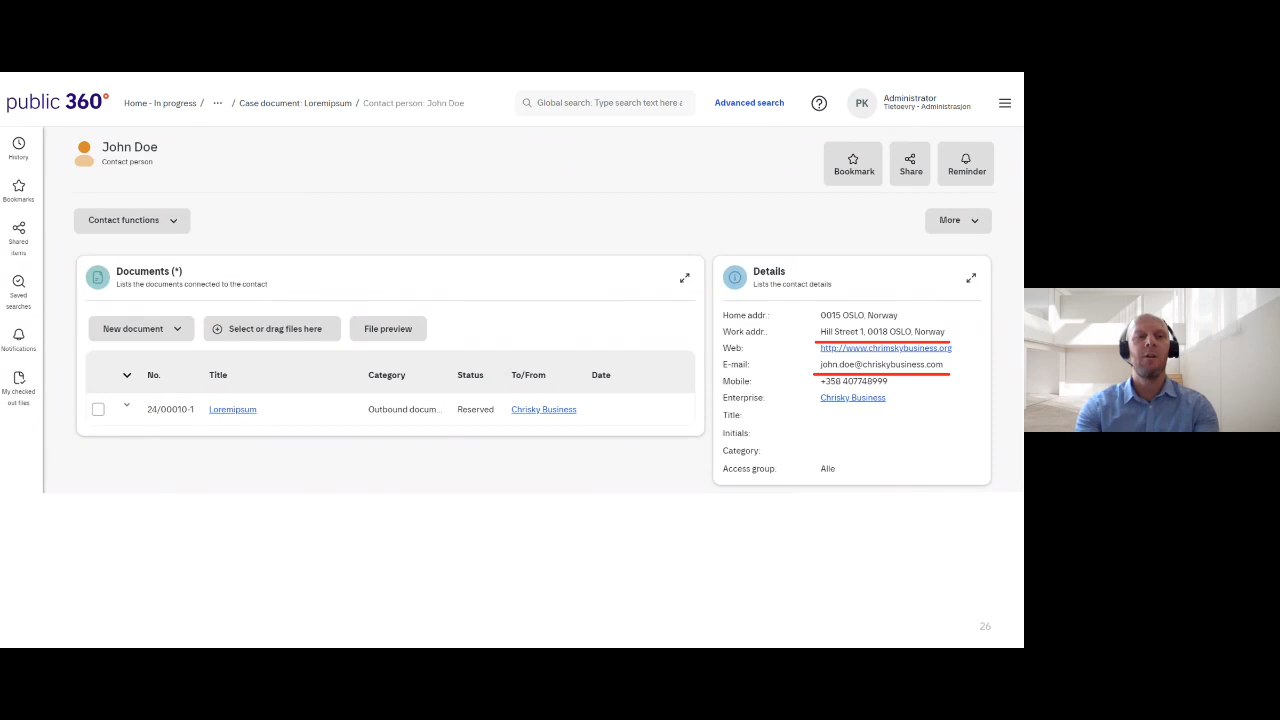 public 360°
Home - In progress / ... / Case document: Loremipsum / Contact person: John Doe
Global search: Type search text here a
Advanced search
PK
Administrator
Tietoevry - Administrasjon
History
Bookmarks
Shared
items
Saved
searches
Notifications
My checked
out files
John Doe
Contact person
Bookmark
Share
Reminder
Contact functions
More
Documents (*)
Lists the documents connected to the contact
New document
Select or drag files here
File preview
No. Title Category Status To/From Date
24/00010-1 Loremipsum Outbound docum... Reserved Chrisky Business
Details
Lists the contact details
Home addr.: 0015 OSLO, Norway
Work addr.: Hill Street 1, 0018 OSLO, Norway
Web: http://www.chrimskybusiness.org
E-mail: john.doe@chriskybusiness.com
Mobile: +358 407748999
Enterprise: Chrisky Business
Title:
Initials:
Category:
Access group: Alle
26